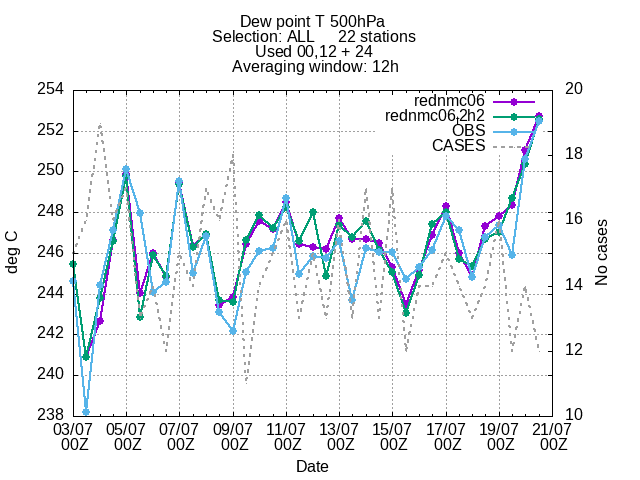 Dew point T 500hPa
Selection: ALL 22 stations
Used 00,12 + 24
Averaging window: 12h
254
252
250
248
246
244
242
240
238
deg C
20
18
16
14
12
10
No cases
rednmc06
rednmc06,2h2
OBS
CASES
03/07 05/07 07/07 09/07 11/07 13/07 15/07 17/07 19/07 21/07
00Z 00Z 00Z 00Z 00Z 00Z 00Z 00Z 00Z 00Z
Date